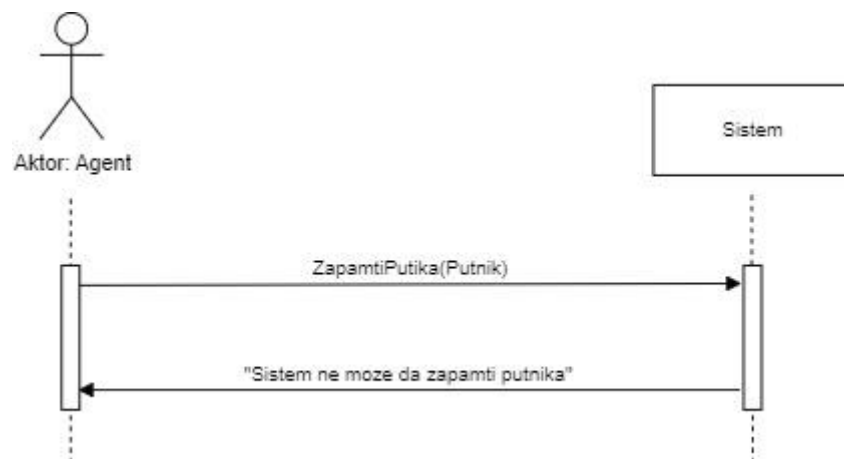 Sistem
Aktor: Agent
ZapamtiPutika(Putnik)
"Sistem ne moze da zapamti putnika"